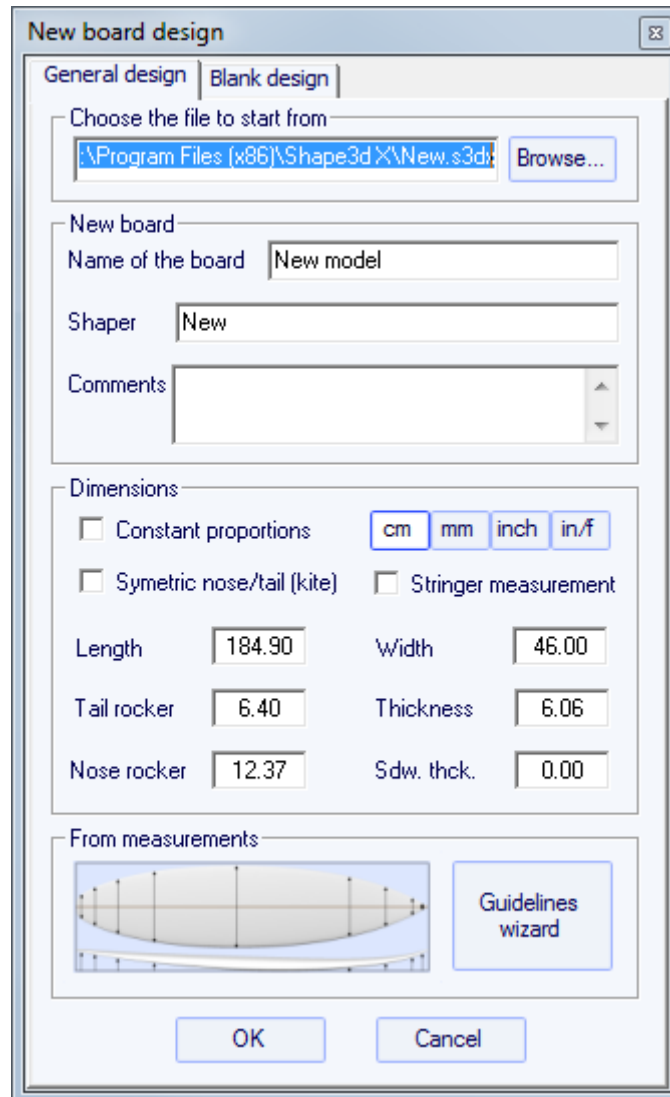 New board design
General design Blank design
Choose the file to start from
:\Program Files (x86)\Shape3d X\New.s3dx Browse...
New board
Name of the board New model
Shaper New
Comments
Dimensions
Constant proportions cm mm inch in/f
Symetric nose/tail (kite) Stringer measurement
Length 184.90 Width 46.00
Tail rocker 6.40 Thickness 6.06
Nose rocker 12.37 Sdw. thck. 0.00
From measurements
Guidelines
wizard
OK Cancel